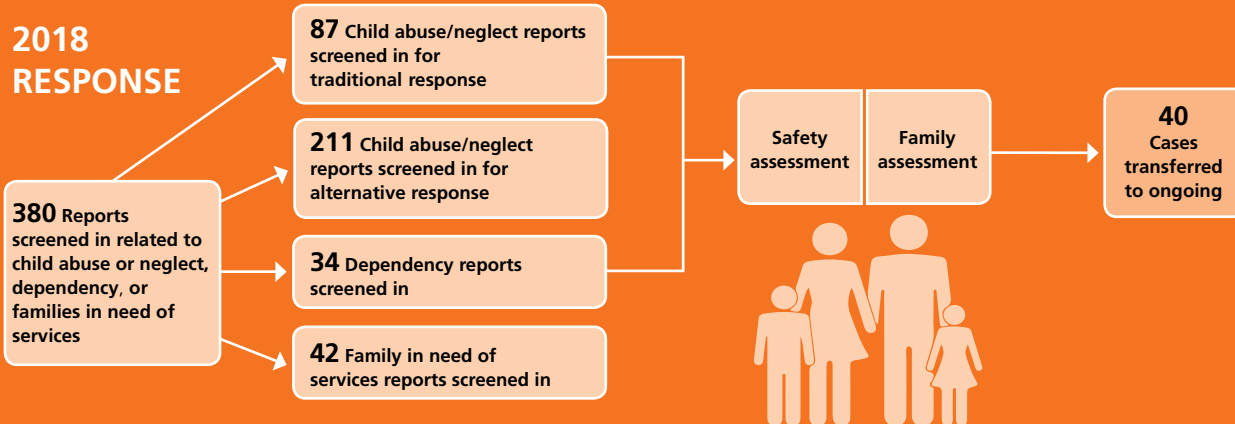 2018
RESPONSE
380 Reports
screened in related to
child abuse or neglect,
dependency, or
families in need of
services
87 Child abuse/neglect reports
screened in for
traditional response
211 Child abuse/neglect
reports screened in for
alternative response
34 Dependency reports
screened in
42 Family in need of
services reports screened in
Safety
assessment
Family
assessment
40
Cases
transferred
to ongoing